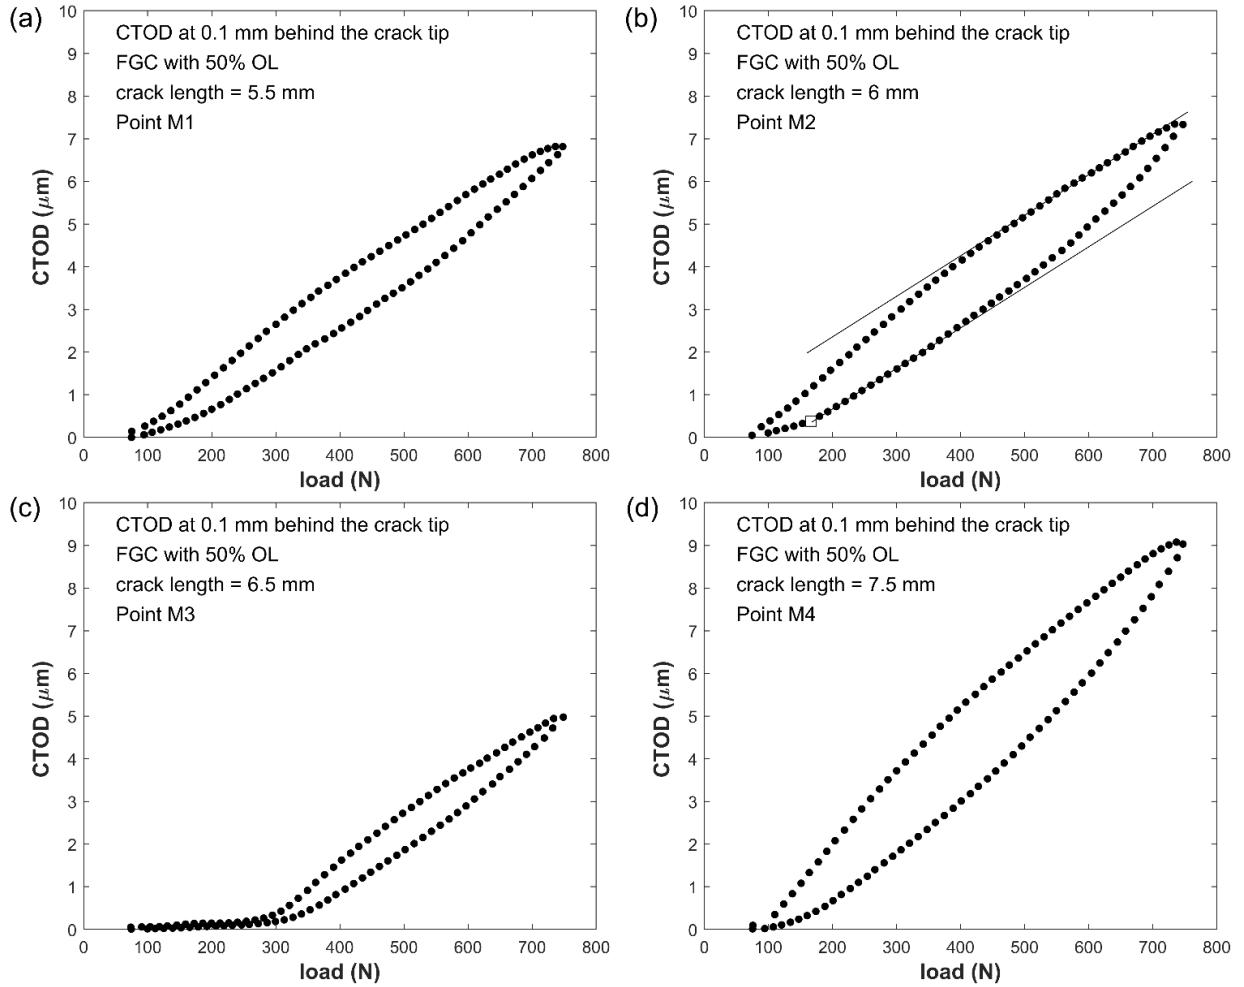 (a)
CTOD at 0.1 mm behind the crack tip
FGC with 50% OL
crack length = 5.5 mm
Point M1
10
9
8
7
6
5
4
3
2
1
0
CTOD (μm)
0 100 200 300 400 500 600 700 800
load (N)
(b)
CTOD at 0.1 mm behind the crack tip
FGC with 50% OL
crack length = 6 mm
Point M2
10
9
8
7
6
5
4
3
2
1
0
CTOD (μm)
0 100 200 300 400 500 600 700 800
load (N)
(c)
CTOD at 0.1 mm behind the crack tip
FGC with 50% OL
crack length = 6.5 mm
Point M3
10
9
8
7
6
5
4
3
2
1
0
CTOD (μm)
0 100 200 300 400 500 600 700 800
load (N)
(d)
CTOD at 0.1 mm behind the crack tip
FGC with 50% OL
crack length = 7.5 mm
Point M4
10
9
8
7
6
5
4
3
2
1
0
CTOD (μm)
0 100 200 300 400 500 600 700 800
load (N)